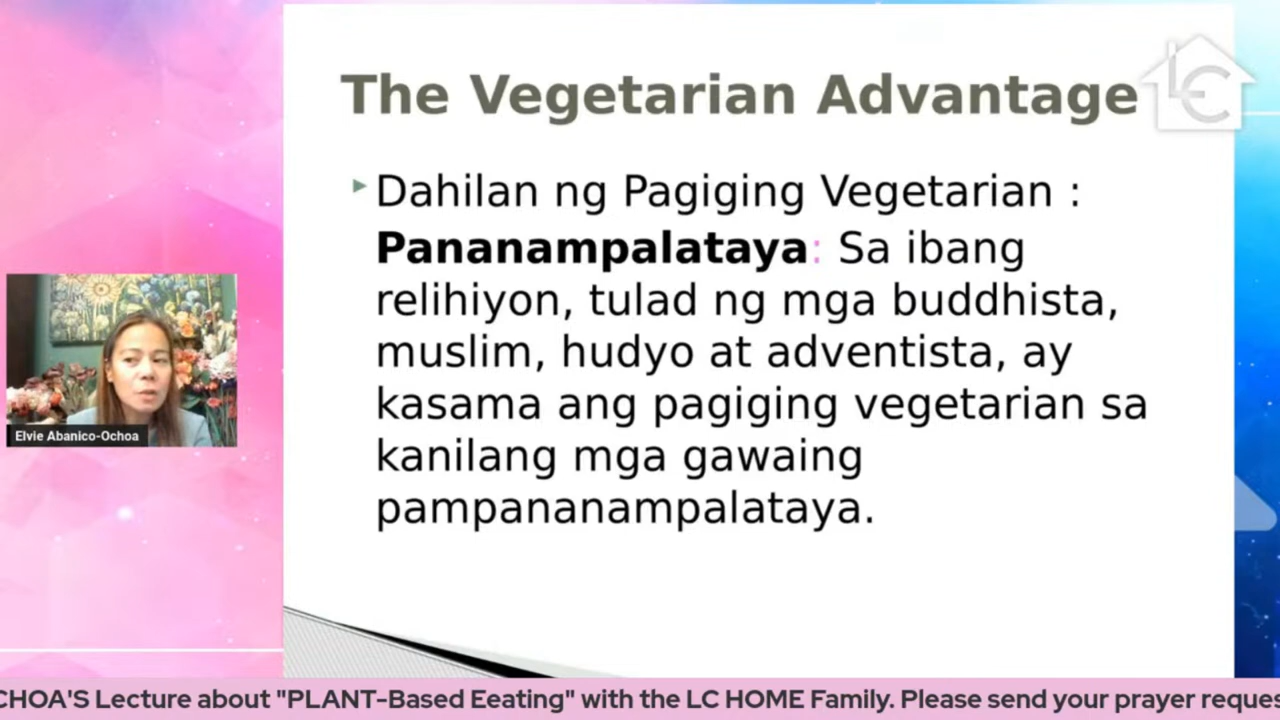 The Vegetarian Advantage
LC
Dahilan ng Pagiging Vegetarian :
Pananampalataya: Sa ibang
relihiyon, tulad ng mga buddhista,
muslim, hudyo at adventista, ay
kasama ang pagiging vegetarian sa
kanilang mga gawaing
pampananampalataya.
Elvie Abanico-Ochoa
CHOA'S Lecture about "PLANT-Based Eeating" with the LC HOME Family. Please send your prayer reques